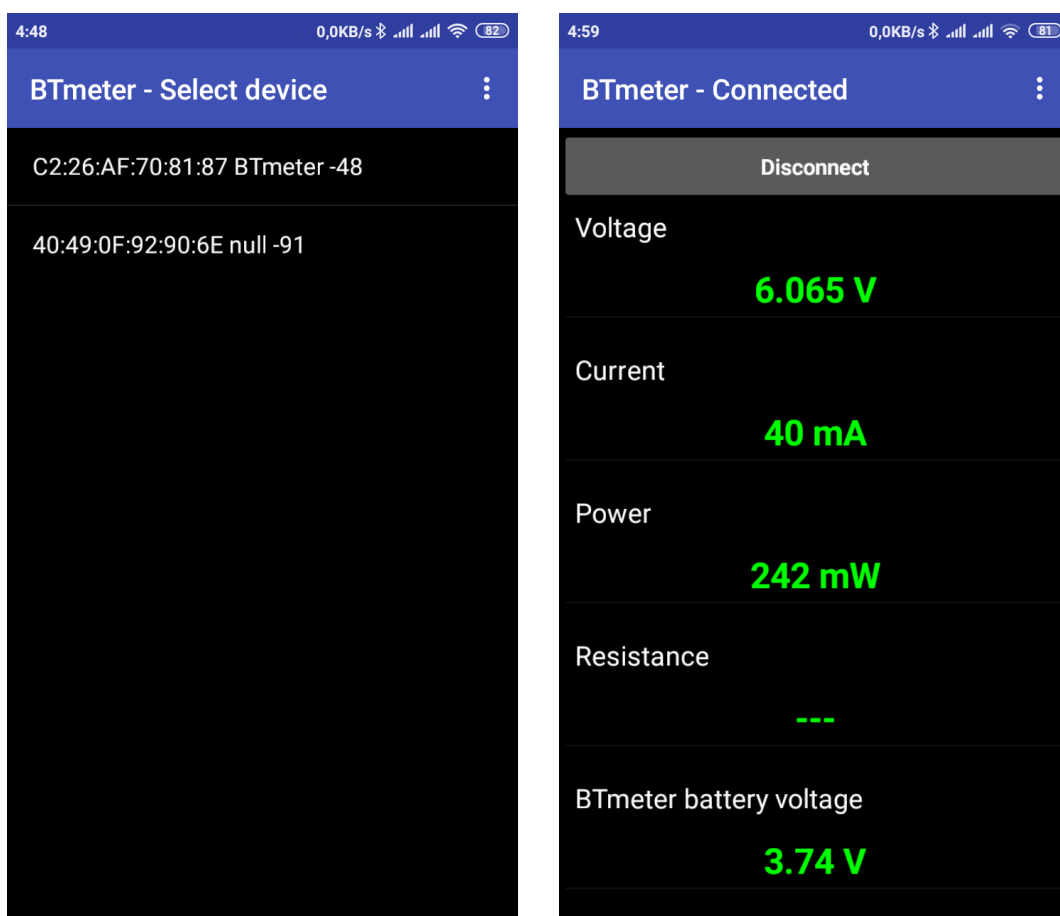 4:48 0,0KB/s 82
BTmeter - Select device
C2:26:AF:70:81:87 BTmeter -48
40:49:0F:92:90:6E null -91
4:59 0,0KB/s 81
BTmeter - Connected
Disconnect
Voltage
6.065 V
Current
40 mA
Power
242 mW
Resistance
---
BTmeter battery voltage
3.74 V